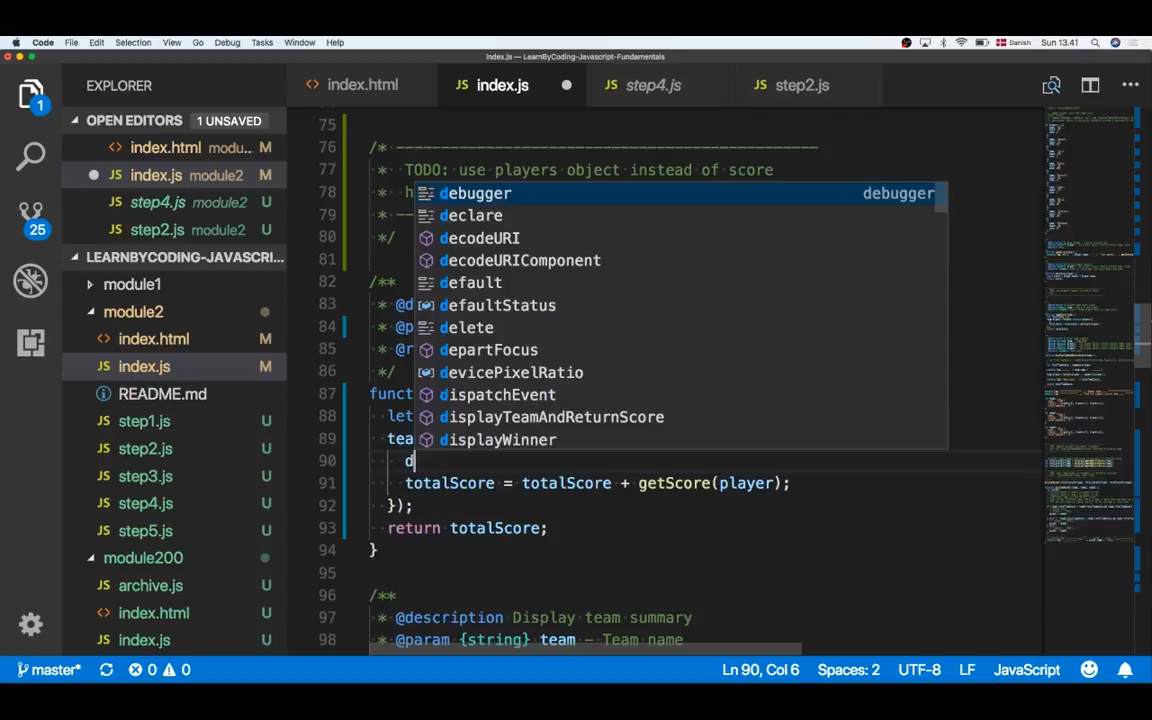 Code File Edit Selection View Go Debug Tasks Window Help Danish Sun 13.41
index.js — LearnByCoding-Javascript-Fundamentals
EXPLORER
OPEN EDITORS 1 UNSAVED
index.html modu... M
index.js module2 M
step4.js module2 U
step2.js module2 U
LEARNBYCODING-JAVASCRI...
module1
module2
index.html M
index.js M
README.md
step1.js U
step2.js U
step3.js U
step4.js U
step5.js U
module200
archive.js U
index.html U
index.js U
1
25
index.html JS index.js JS step4.js JS step2.js
75
76 /* -----------------------------------------------
77 * TODO: use players object instead of score
78 * h
79 * --
80 */
81
82 /**
83 * @d
84 * @p
85 * @r
86 */
87 funct
88 let
89 tea
90 d
91 totalScore = totalScore + getScore(player);
92 });
93 return totalScore;
94 }
95
96 /**
97 * @description Display team summary
98 * @param {string} team - Team name
debugger debugger
declare
decodeURI
decodeURIComponent
default
defaultStatus
delete
departFocus
devicePixelRatio
dispatchEvent
displayTeamAndReturnScore
displayWinner
master* 0 0 Ln 90, Col 6 Spaces: 2 UTF-8 LF JavaScript